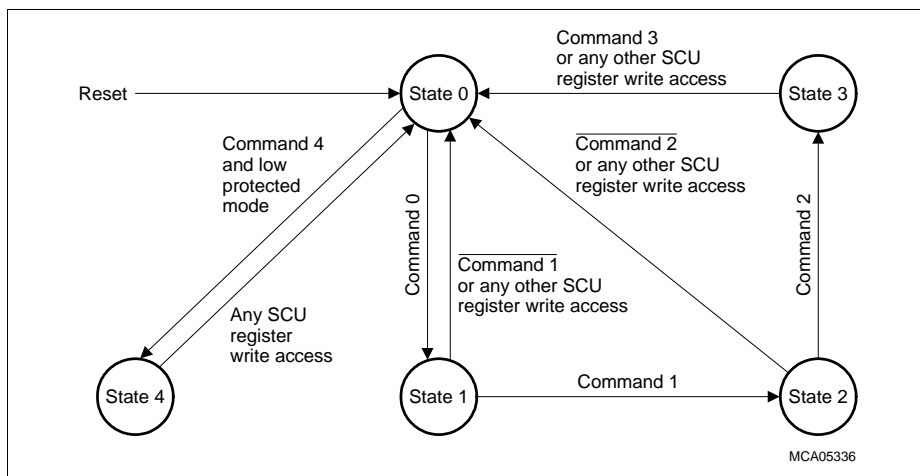 Command 3
or any other SCU
register write access
Reset
State 0
State 3
Command 4
and low
protected
mode
Command 2
or any other SCU
register write access
Command 0
Command 2
Command 1
or any other SCU
register write access
Any SCU
register
write access
State 4
State 1
Command 1
State 2
MCA05336